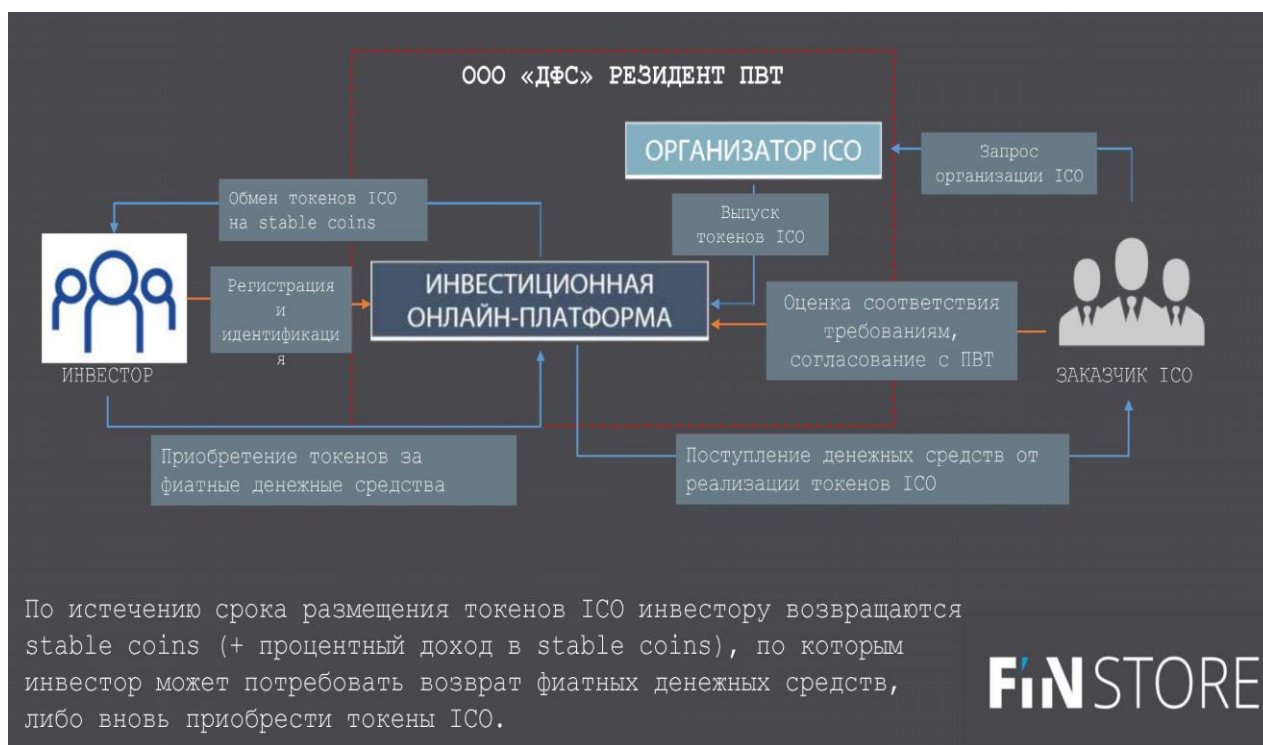 ООО «ДФС» РЕЗИДЕНТ ПВТ
ОРГАНИЗАТОР ICO
Запрос
организации ICO
Обмен токенов ICO
на stable coins
Выпуск
токенов ICO
Регистрация
и
идентификаци
я
ИНВЕСТИЦИОННАЯ
ОНЛАЙН-ПЛАТФОРМА
Оценка соответствия
требованиям,
согласование с ПВТ
ИНВЕСТОР
ЗАКАЗЧИК ICO
Приобретение токенов за
фиатные денежные средства
Поступление денежных средств от
реализации токенов ICO
По истечению срока размещения токенов ICO инвестору возвращаются
stable coins (+ процентный доход в stable coins), по которым
инвестор может потребовать возврат фиатных денежных средств,
либо вновь приобрести токены ICO.
FiiNSTORE